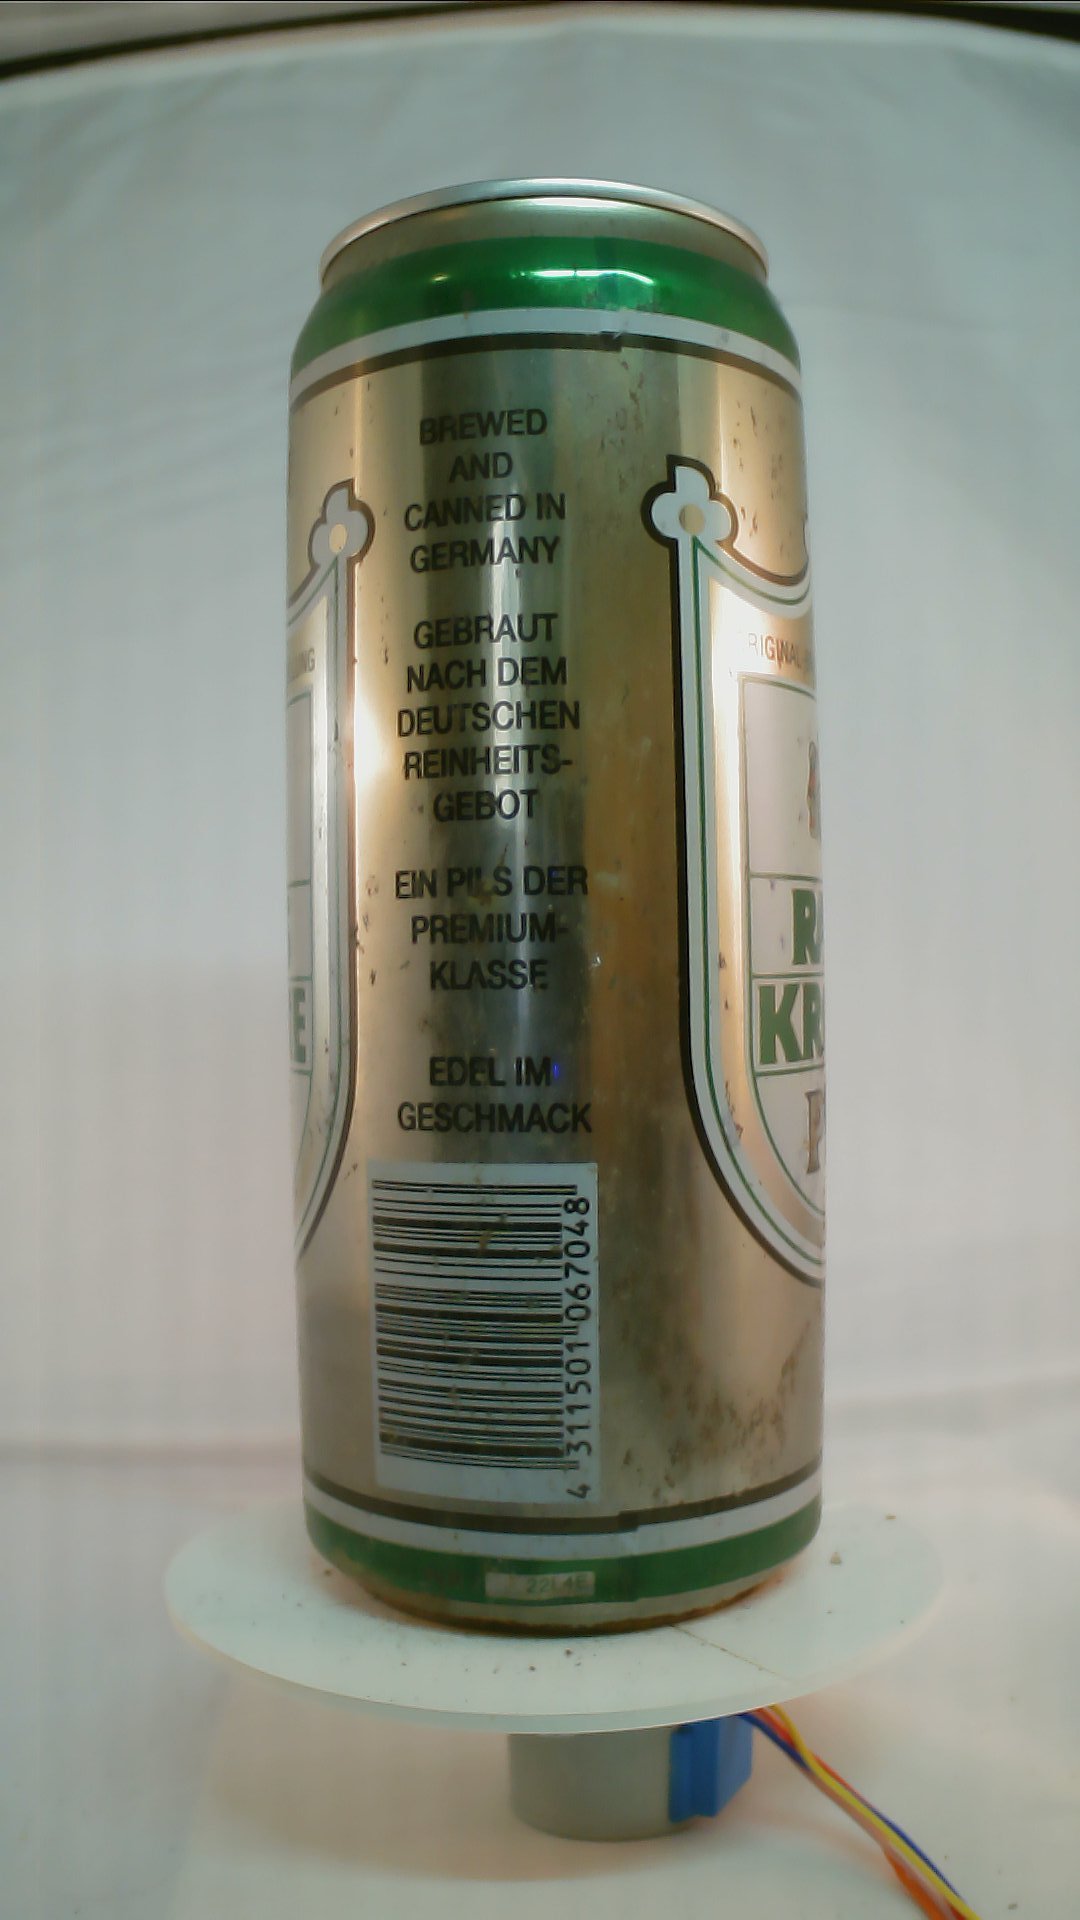 BREWED
AND
CANNED IN
GERMANY
GEBRAUT
NACH DEM
DEUTSCHEN
REINHEITS-
GEBOT
EIN PILS DER
PREMIUM-
KLASSE
EDEL IM
GESCHMACK
4 311501 067048
22L4E